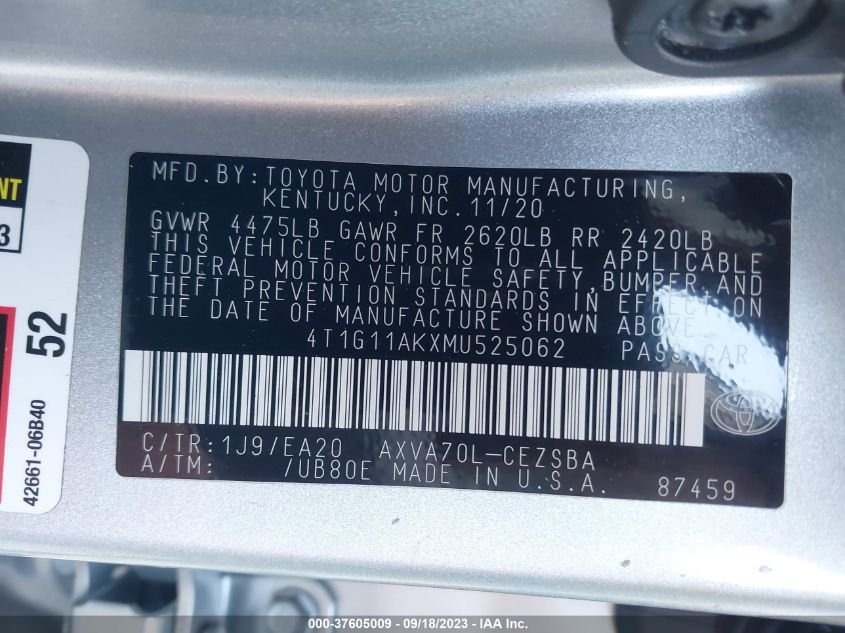 MFD.BY:TOYOTA MOTOR MANUFACTURING,
KENTUCKY,INC.11/20
GVWR 4475LB GAWR FR 2620LB RR 2420LB
THIS VEHICLE CONFORMS TO ALL APPLICABLE
FEDERAL MOTOR VEHICLE SAFETY,BUMPER,AND
THEFT PREVENTION STANDARDS IN EFFECT ON
THE DATE OF MANUFACTURE SHOWN ABOVE.
4T1G11AKXMU525062 PASS.CAR
C/TR:1J9/EA20 AXVA70L-CEZSBA
A/TM: /UB80E MADE IN U.S.A. 87459
NT
3
52
42661-06B40
000-37605009 - 09/18/2023 - IAA Inc.